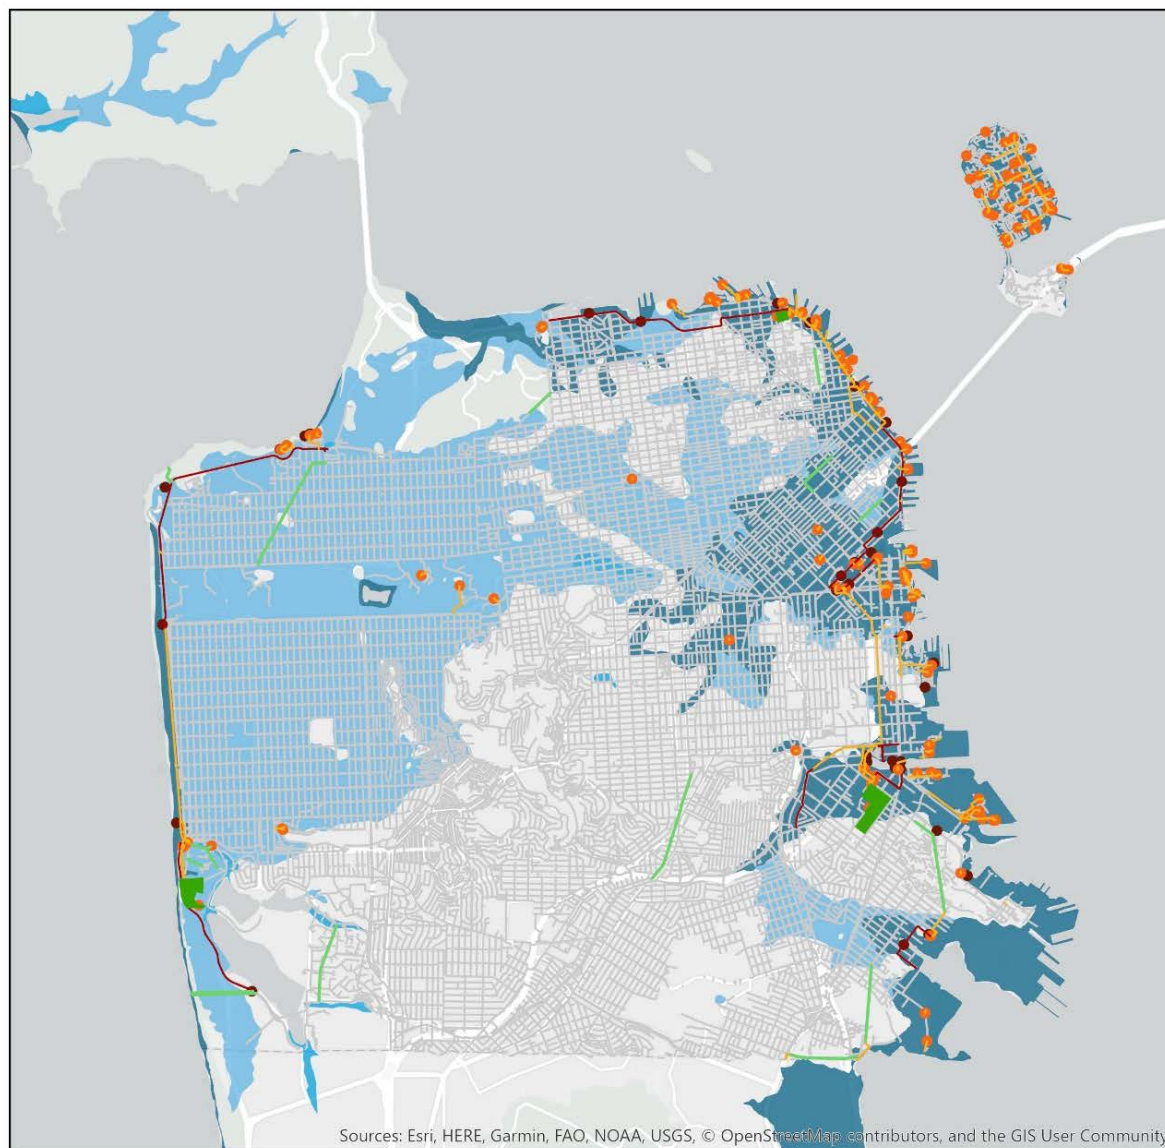 Sources: Esri, HERE, Garmin, FAO, NOAA, USGS, © OpenStreetMap contributors, and the GIS User Community